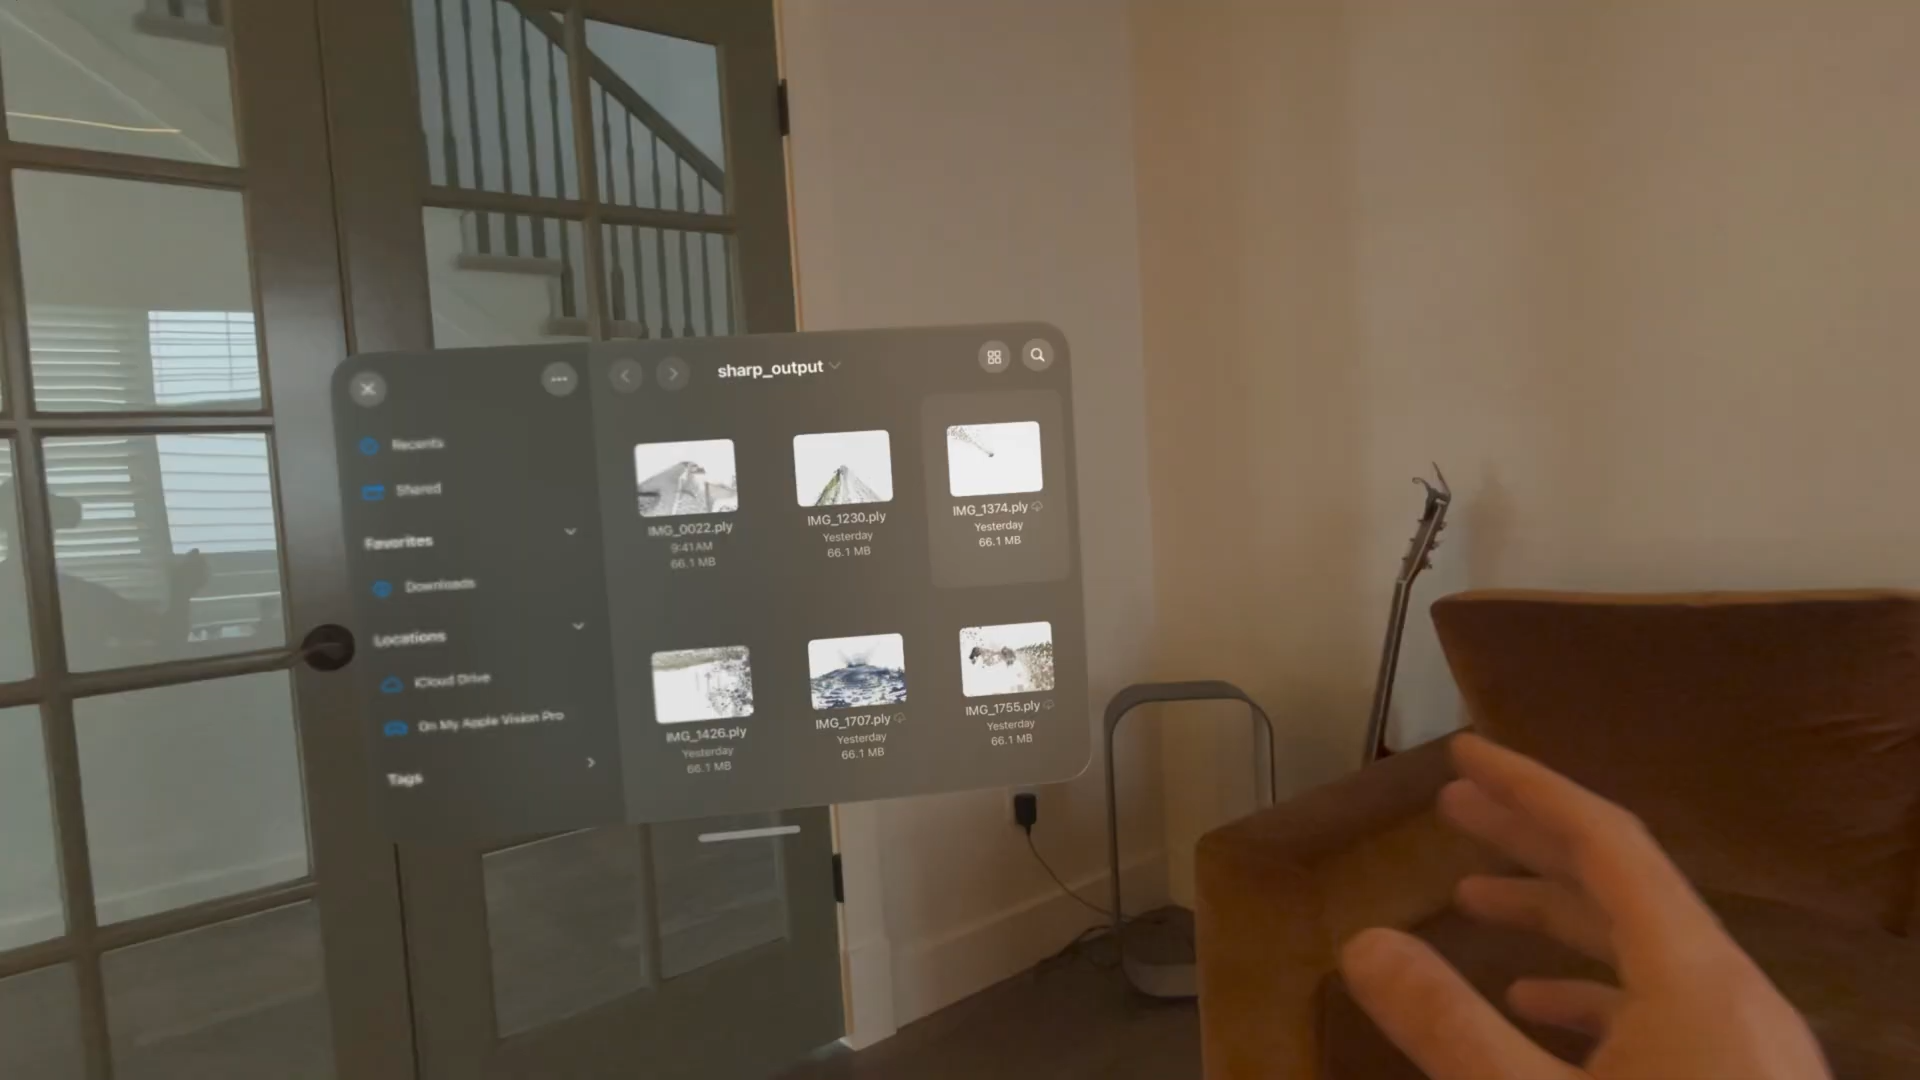 sharp_output
Recents
Shared
Favorites
Downloads
Locations
iCloud Drive
On My Apple Vision Pro
Tags
IMG_0022.ply
9:41 AM
66.1 MB
IMG_1230.ply
Yesterday
66.1 MB
IMG_1374.ply
Yesterday
66.1 MB
IMG_1426.ply
Yesterday
66.1 MB
IMG_1707.ply
Yesterday
66.1 MB
IMG_1755.ply
Yesterday
66.1 MB